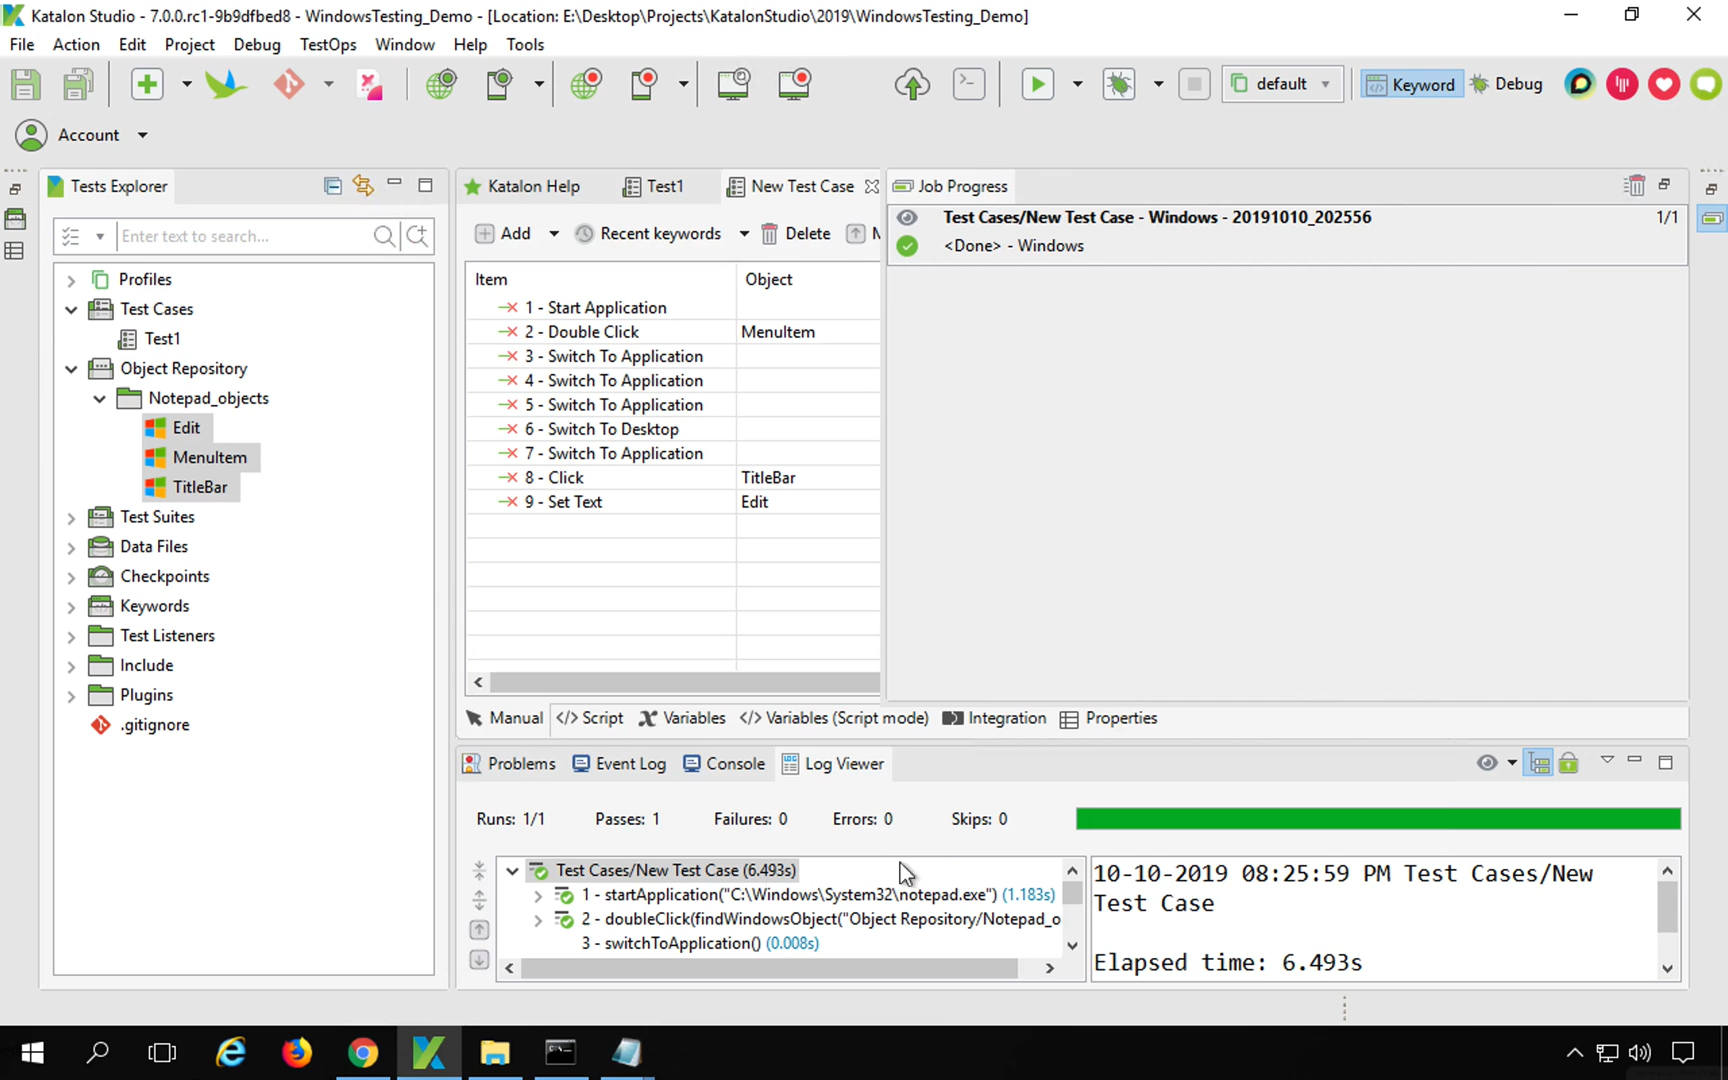 Katalon Studio - 7.0.0.rc1-9b9dfbed8 - WindowsTesting_Demo - [Location: E:\Desktop\Projects\KatalonStudio\2019\WindowsTesting_Demo]
File Action Edit Project Debug TestOps Window Help Tools
default Keyword Debug
Account
Tests Explorer
Enter text to search...
Profiles
Test Cases
Test1
Object Repository
Notepad_objects
Edit
MenuItem
TitleBar
Test Suites
Data Files
Checkpoints
Keywords
Test Listeners
Include
Plugins
.gitignore
Katalon Help Test1 New Test Case
Add Recent keywords Delete
Item Object
1 - Start Application
2 - Double Click MenuItem
3 - Switch To Application
4 - Switch To Application
5 - Switch To Application
6 - Switch To Desktop
7 - Switch To Application
8 - Click TitleBar
9 - Set Text Edit
Job Progress
Test Cases/New Test Case - Windows - 20191010_202556 1/1
<Done> - Windows
Manual </> Script Variables </> Variables (Script mode) Integration Properties
Problems Event Log Console Log Viewer
Runs: 1/1 Passes: 1 Failures: 0 Errors: 0 Skips: 0
Test Cases/New Test Case (6.493s)
1 - startApplication("C:\Windows\System32\notepad.exe") (1.183s)
2 - doubleClick(findWindowsObject("Object Repository/Notepad_o
3 - switchToApplication() (0.008s)
10-10-2019 08:25:59 PM Test Cases/New
Test Case
Elapsed time: 6.493s